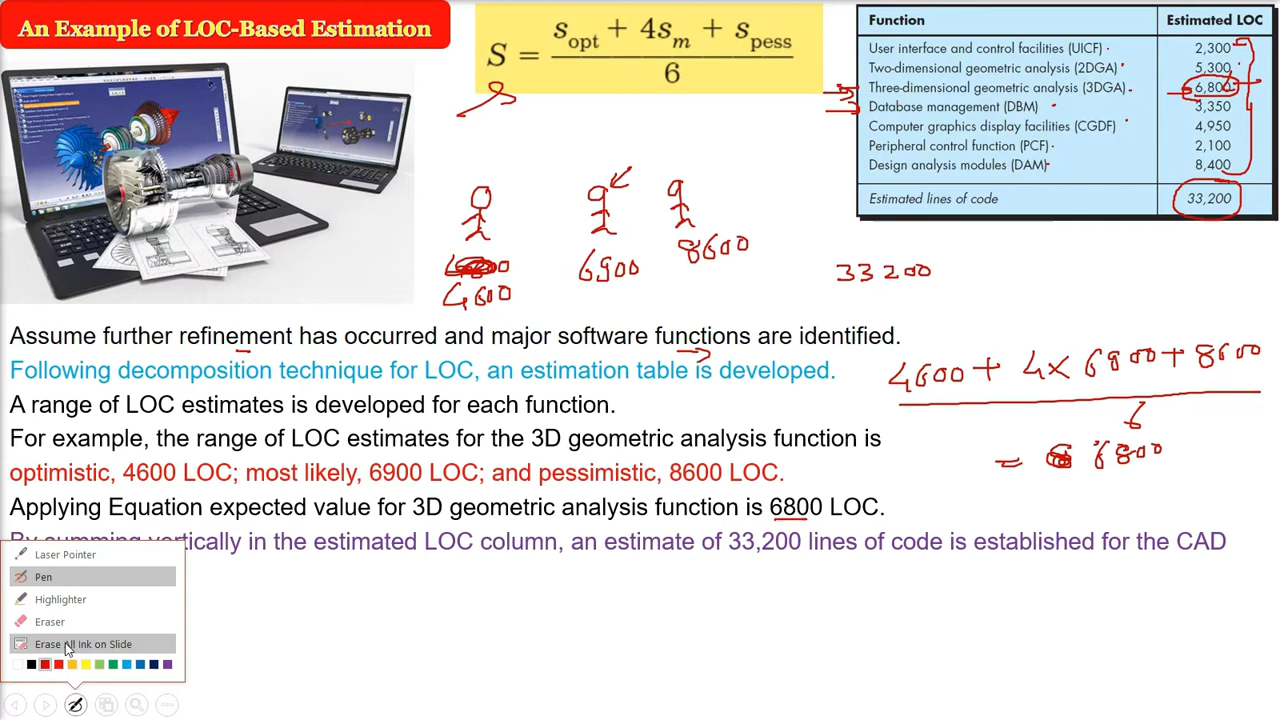 An Example of LOC-Based Estimation
S = (s_opt + 4s_m + s_pess) / 6
Function Estimated LOC
User interface and control facilities (UICF) 2,300
Two-dimensional geometric analysis (2DGA) 5,300
Three-dimensional geometric analysis (3DGA) 6,800
Database management (DBM) 3,350
Computer graphics display facilities (CGDF) 4,950
Peripheral control function (PCF) 2,100
Design analysis modules (DAM) 8,400
Estimated lines of code 33,200
S
4600
6900
8600
33200
4600 + 4 x 6900 + 8600
6
= 6800
Assume further refinement has occurred and major software functions are identified.
Following decomposition technique for LOC, an estimation table is developed.
A range of LOC estimates is developed for each function.
For example, the range of LOC estimates for the 3D geometric analysis function is
optimistic, 4600 LOC; most likely, 6900 LOC; and pessimistic, 8600 LOC.
Applying Equation expected value for 3D geometric analysis function is 6800 LOC.
By summing vertically in the estimated LOC column, an estimate of 33,200 lines of code is established for the CAD
Laser Pointer
Pen
Highlighter
Eraser
Erase All Ink on Slide